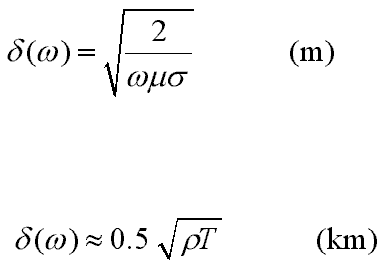 δ(ω) = √(2/(ωμσ)) (m)
δ(ω) ≈ 0.5 √(ρT) (km)